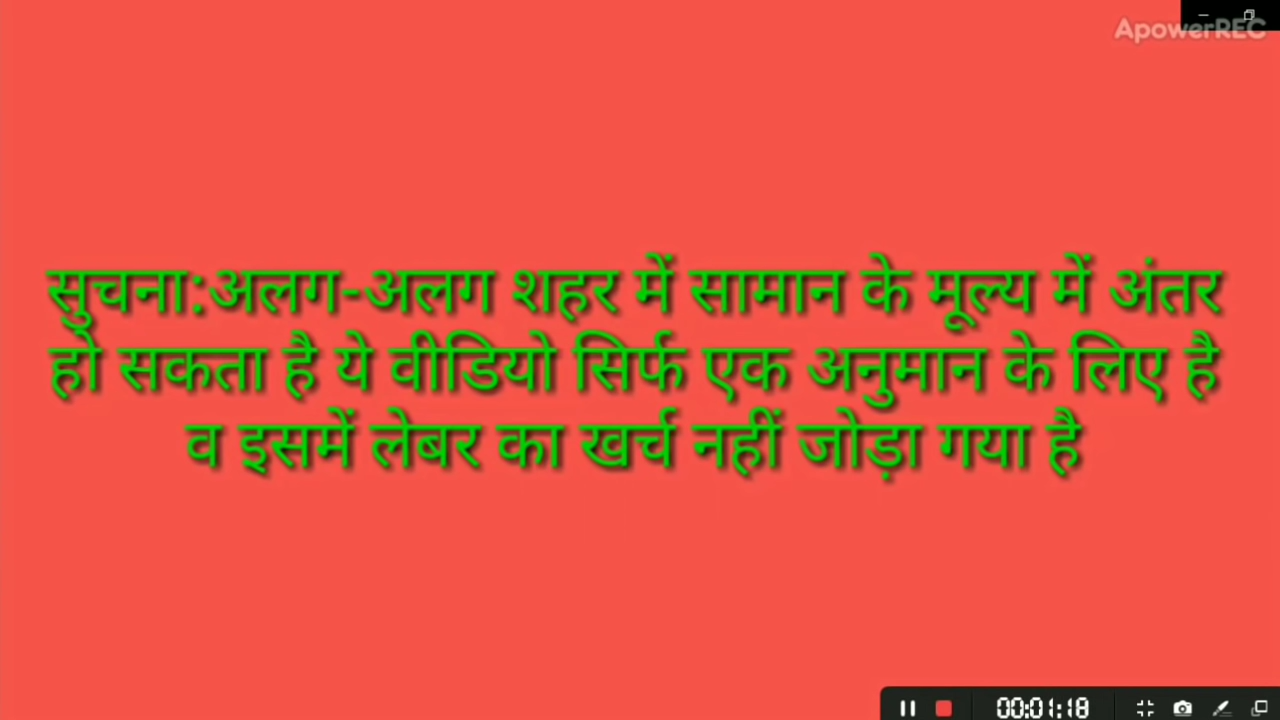 ApowerREC
सुचना:अलग-अलग शहर में सामान के मूल्य में अंतर
हो सकता है ये वीडियो सिर्फ एक अनुमान के लिए है
व इसमें लेबर का खर्च नहीं जोड़ा गया है
00:01:18